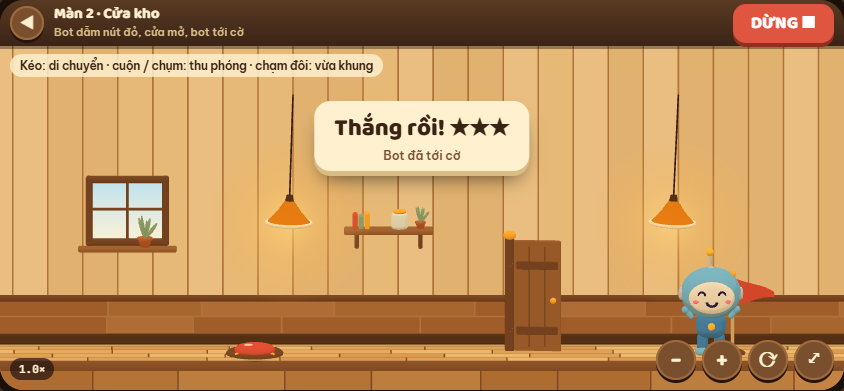 Màn 2 · Cửa kho
Bot dẫm nút đỏ, cửa mở, bot tới cờ
DỪNG
Kéo: di chuyển · cuộn / chụm: thu phóng · chạm đôi: vừa khung
Thắng rồi! ★★★
Bot đã tới cờ
1.0×